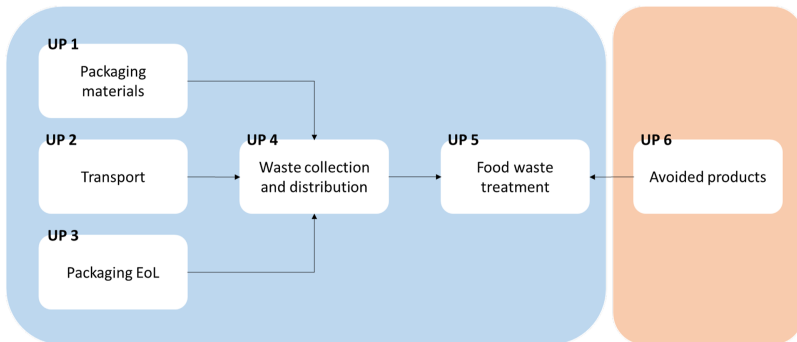 UP 1
Packaging
materials
UP 2
Transport
UP 3
Packaging EoL
UP 4
Waste collection
and distribution
UP 5
Food waste
treatment
UP 6
Avoided products